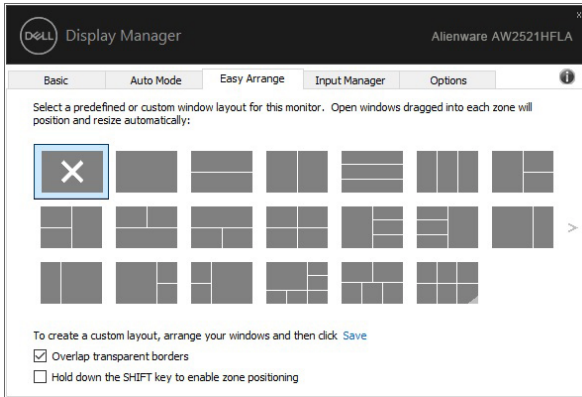 DELL Display Manager Alienware AW2521HFLA
Basic Auto Mode Easy Arrange Input Manager Options
Select a predefined or custom window layout for this monitor. Open windows dragged into each zone will
position and resize automatically:
To create a custom layout, arrange your windows and then click Save
Overlap transparent borders
Hold down the SHIFT key to enable zone positioning